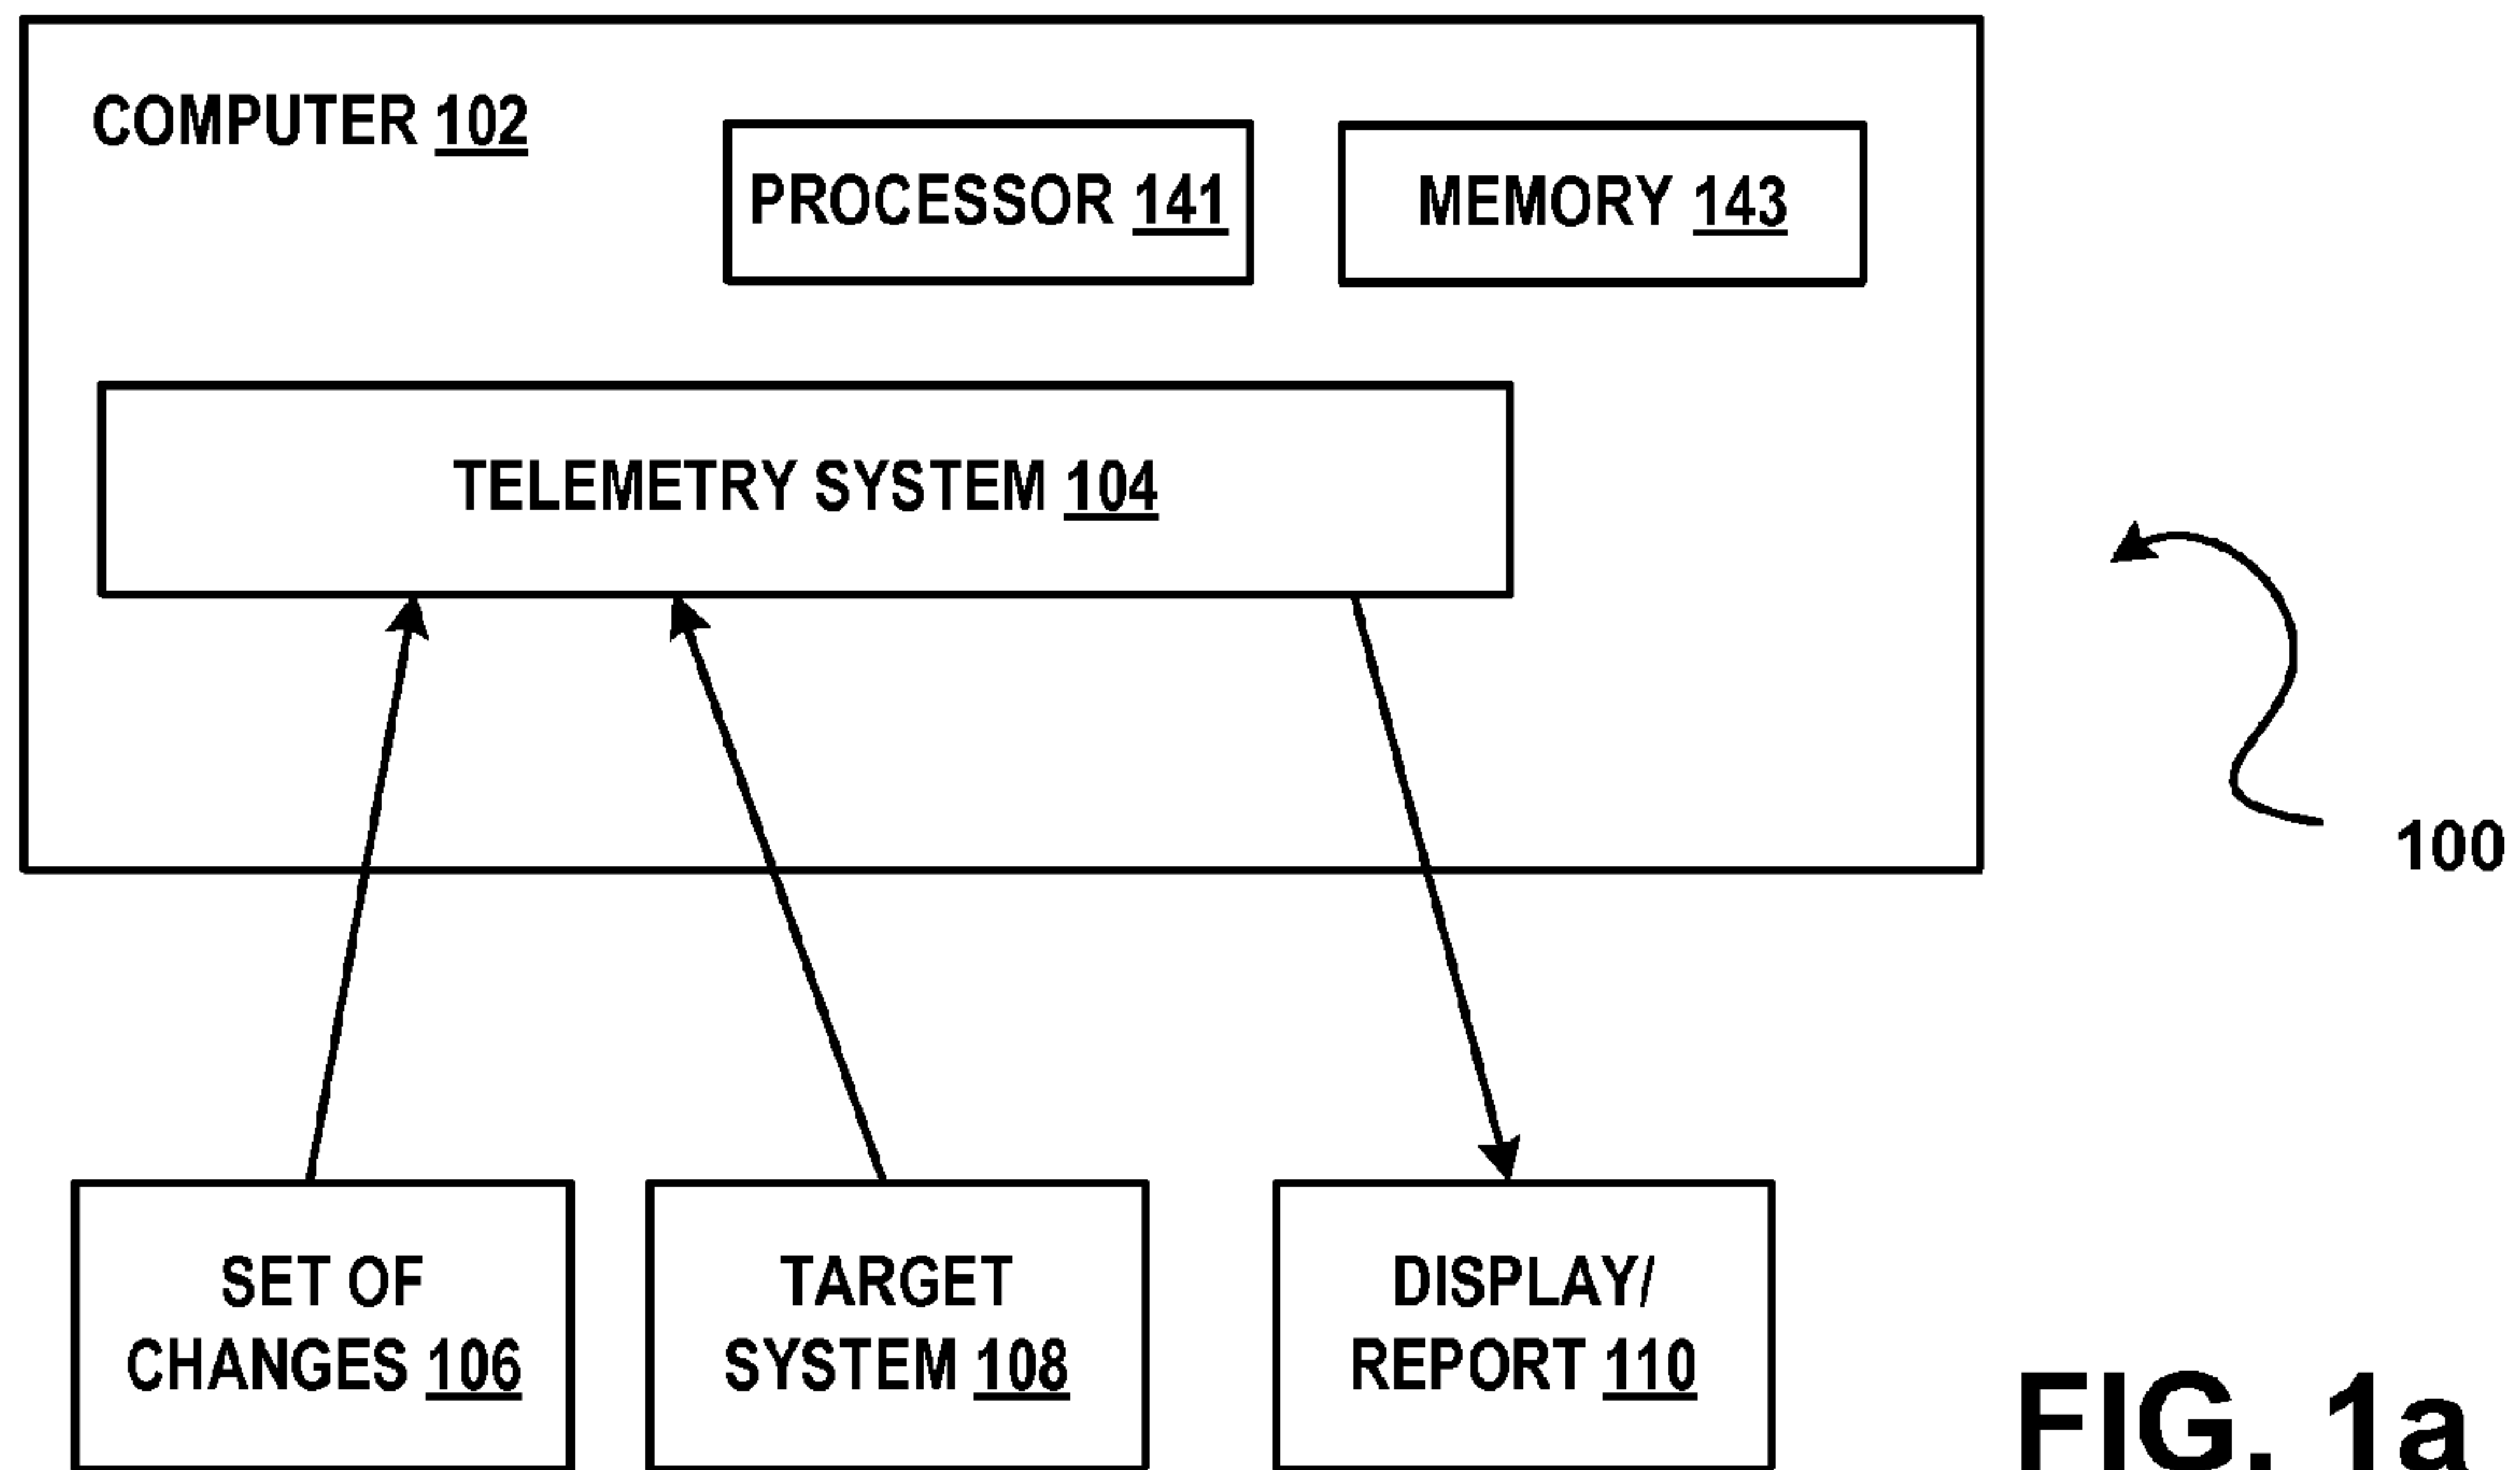 COMPUTER 102
PROCESSOR 141
MEMORY 143
TELEMETRY SYSTEM 104
100
SET OF
CHANGES 106
TARGET
SYSTEM 108
DISPLAY/
REPORT 110
FIG. 1a